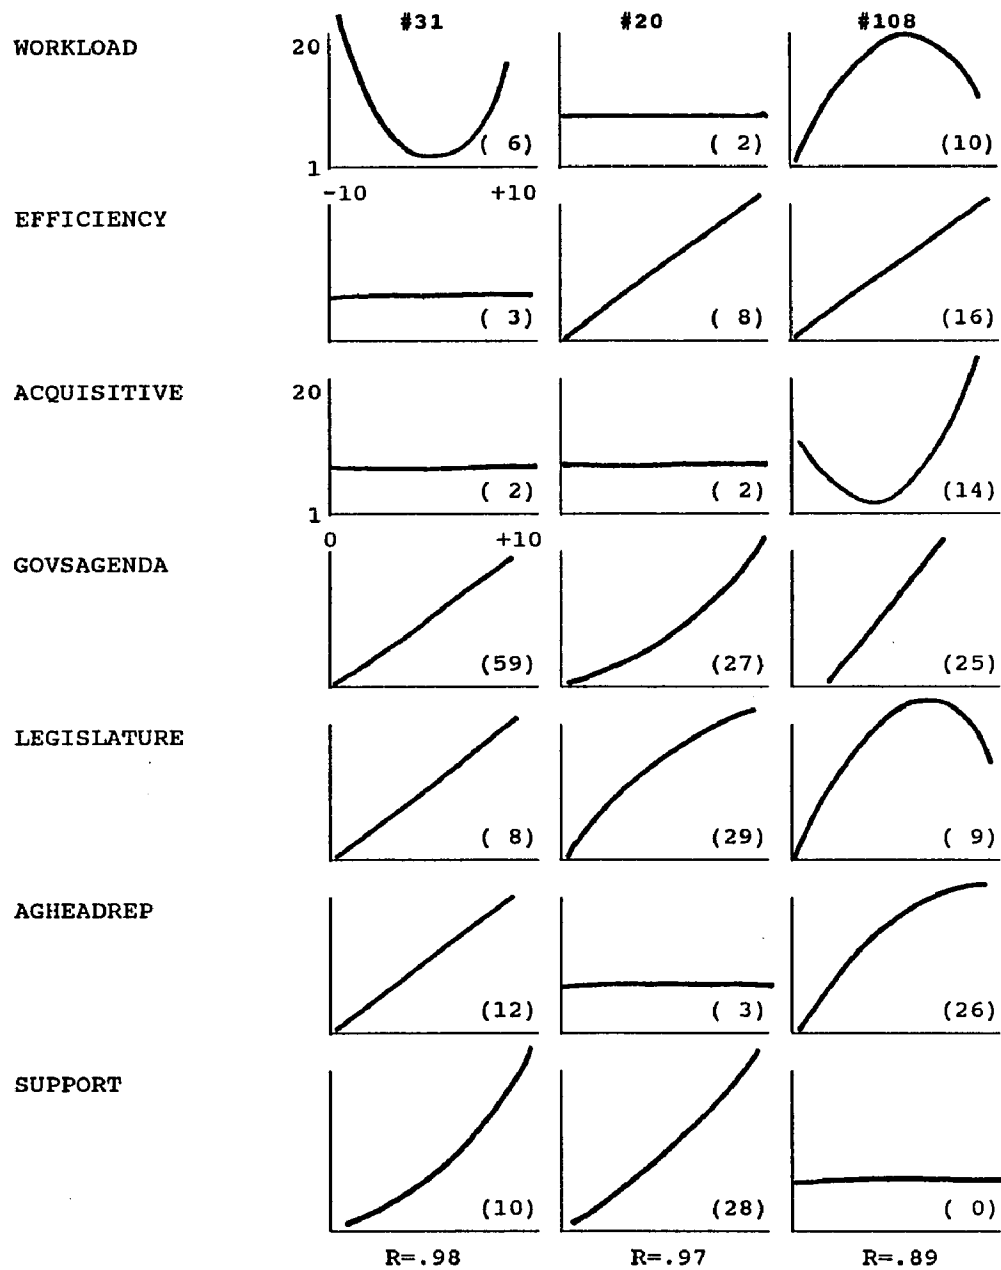 #31 #20 #108
WORKLOAD 20
( 6) ( 2) (10)
1
-10 +10
EFFICIENCY
( 3) ( 8) (16)
ACQUISITIVE 20
( 2) ( 2) (14)
1
0 +10
GOVSAGENDA
(59) (27) (25)
LEGISLATURE
( 8) (29) ( 9)
AGHEADREP
(12) ( 3) (26)
SUPPORT
(10) (28) ( 0)
R=.98 R=.97 R=.89